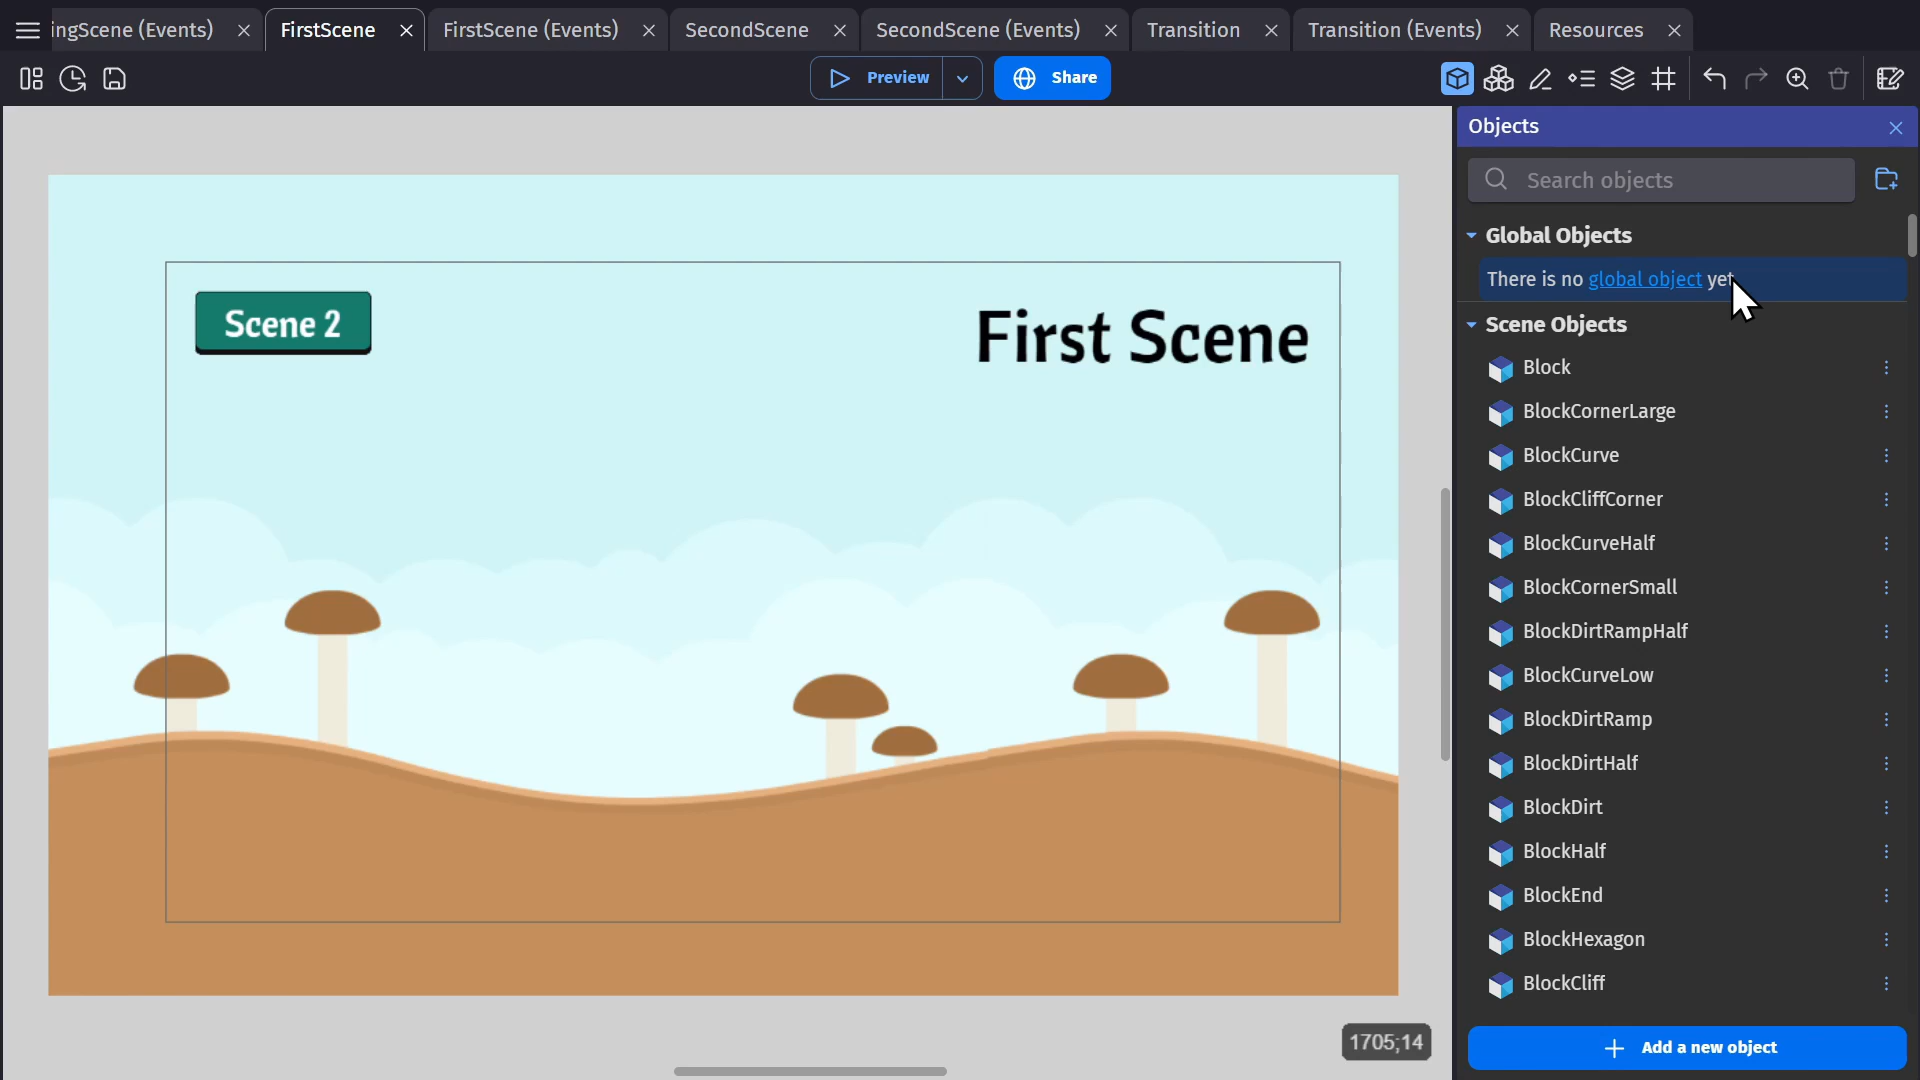 ingScene (Events)
FirstScene
FirstScene (Events)
SecondScene
SecondScene (Events)
Transition
Transition (Events)
Resources
Preview
Share
Objects
Search objects
Global Objects
There is no global object yet
Scene Objects
Block
BlockCornerLarge
BlockCurve
BlockCliffCorner
BlockCurveHalf
BlockCornerSmall
BlockDirtRampHalf
BlockCurveLow
BlockDirtRamp
BlockDirtHalf
BlockDirt
BlockHalf
BlockEnd
BlockHexagon
BlockCliff
Add a new object
Scene 2
First Scene
1705;14